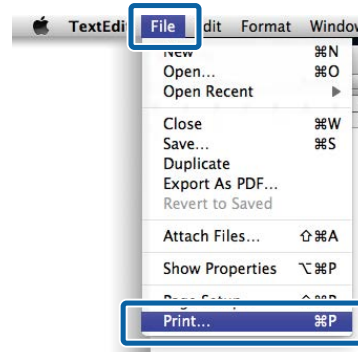 TextEdi File dit Format Windo
New ⌘N
Open... ⌘O
Open Recent ▶
Close ⌘W
Save... ⌘S
Duplicate
Export As PDF...
Revert to Saved
Attach Files... ⇧⌘A
Show Properties ⌥⌘P
Print... ⌘P